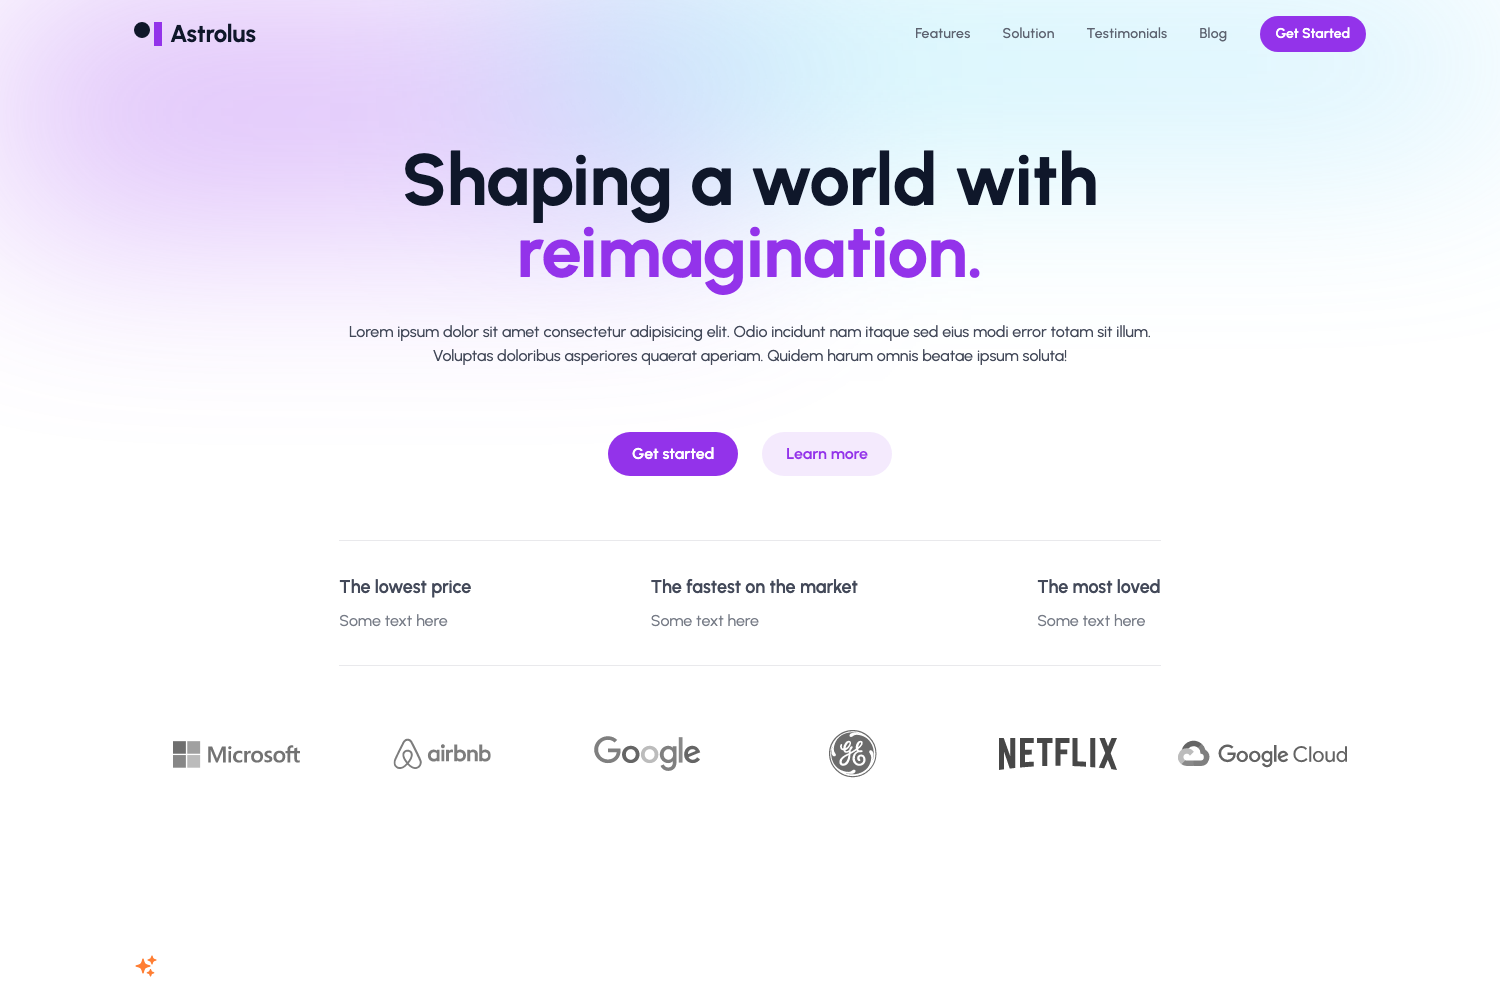 Astrolus
Features
Solution
Testimonials
Blog
Get Started
Shaping a world with
reimagination.
Lorem ipsum dolor sit amet consectetur adipisicing elit. Odio incidunt nam itaque sed eius modi error totam sit illum.
Voluptas doloribus asperiores quaerat aperiam. Quidem harum omnis beatae ipsum soluta!
Get started
Learn more
The lowest price
Some text here
The fastest on the market
Some text here
The most loved
Some text here
Microsoft
airbnb
Google
GE
NETFLIX
Google Cloud